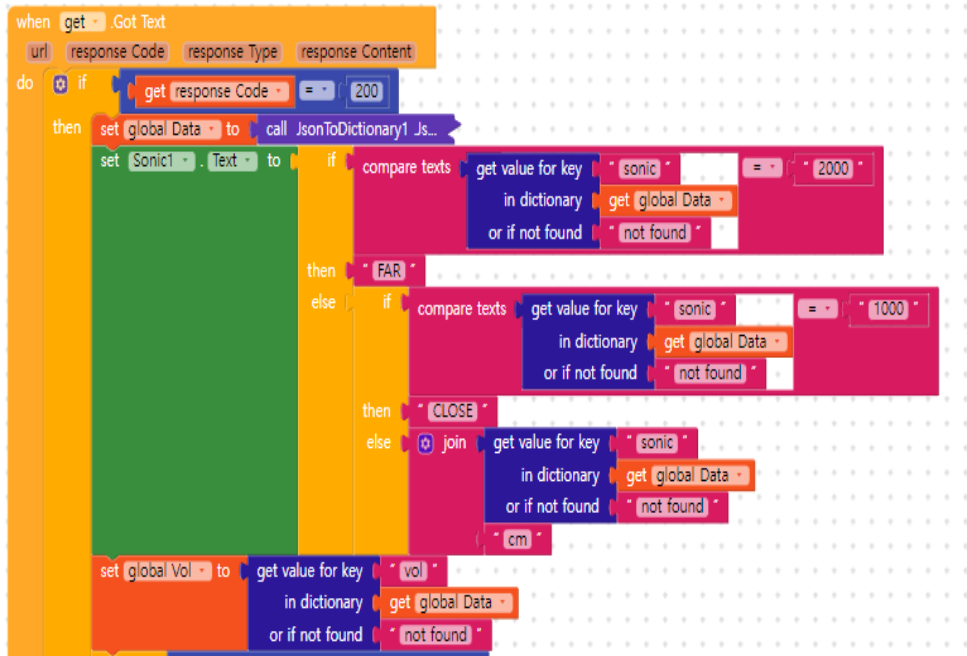 when get .Got Text
url response Code response Type response Content
do if get response Code = 200
then set global Data to call JsonToDictionary1 .Js...
set Sonic1 . Text to if compare texts get value for key " sonic " = " 2000 "
in dictionary get global Data
or if not found " not found "
then " FAR "
else if compare texts get value for key " sonic " = " 1000 "
in dictionary get global Data
or if not found " not found "
then " CLOSE "
else join get value for key " sonic "
in dictionary get global Data
or if not found " not found "
" cm "
set global Vol to get value for key " vol "
in dictionary get global Data
or if not found " not found "